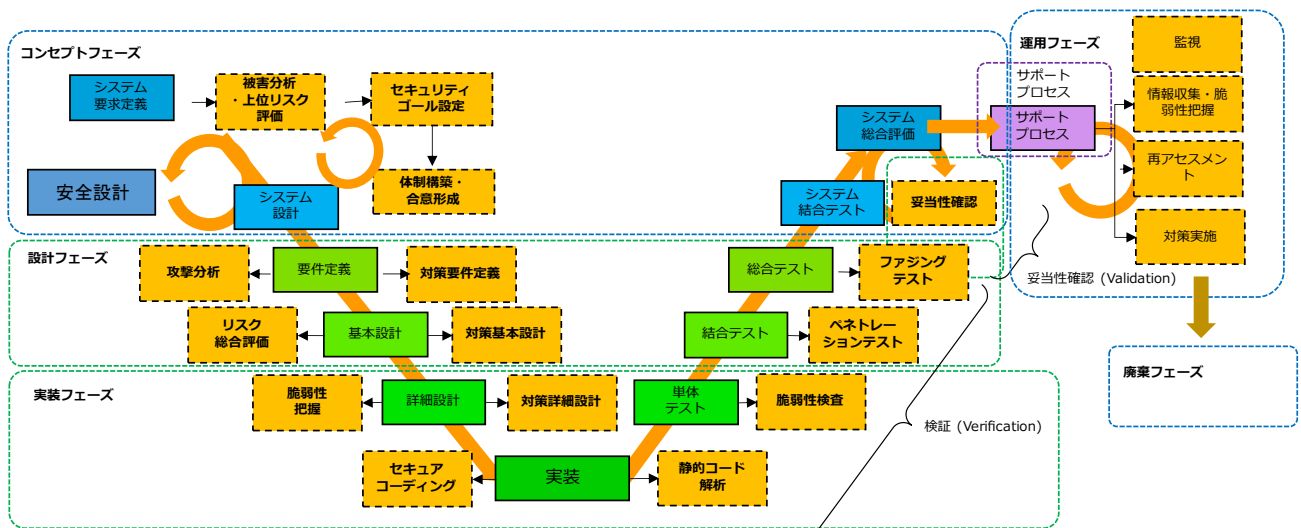 コンセプトフェーズ
システム
要求定義
被害分析
・上位リスク
評価
セキュリティ
ゴール設定
安全設計
システム
設計
体制構築・
合意形成
システム
総合評価
システム
結合テスト
妥当性確認
サポート
プロセス
サポート
プロセス
運用フェーズ
監視
情報収集・脆
弱性把握
再アセスメン
ト
対策実施
設計フェーズ
攻撃分析
要件定義
対策要件定義
総合テスト
ファジング
テスト
妥当性確認 (Validation)
リスク
総合評価
基本設計
対策基本設計
結合テスト
ペネトレー
ションテスト
廃棄フェーズ
実装フェーズ
脆弱性
把握
詳細設計
対策詳細設計
単体
テスト
脆弱性検査
検証 (Verification)
セキュア
コーディング
実装
静的コード
解析